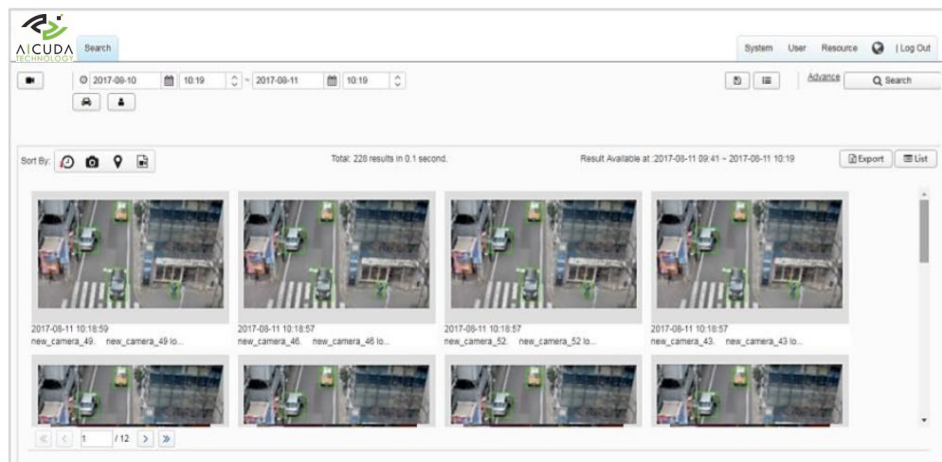 AICUDA
TECHNOLOGY
Search
System User Resource | Log Out
2017-08-10 10:19 ~ 2017-08-11 10:19
Advance Search
Sort By: Total: 228 results in 0.1 second. Result Available at :2017-08-11 09:41 ~ 2017-08-11 10:19 Export List
2017-08-11 10:18:59 2017-08-11 10:18:57 2017-08-11 10:18:57 2017-08-11 10:18:57
new_camera_49. new_camera_49 lo... new_camera_46. new_camera_46 lo... new_camera_52. new_camera_52 lo... new_camera_43. new_camera_43 lo...
1 / 12